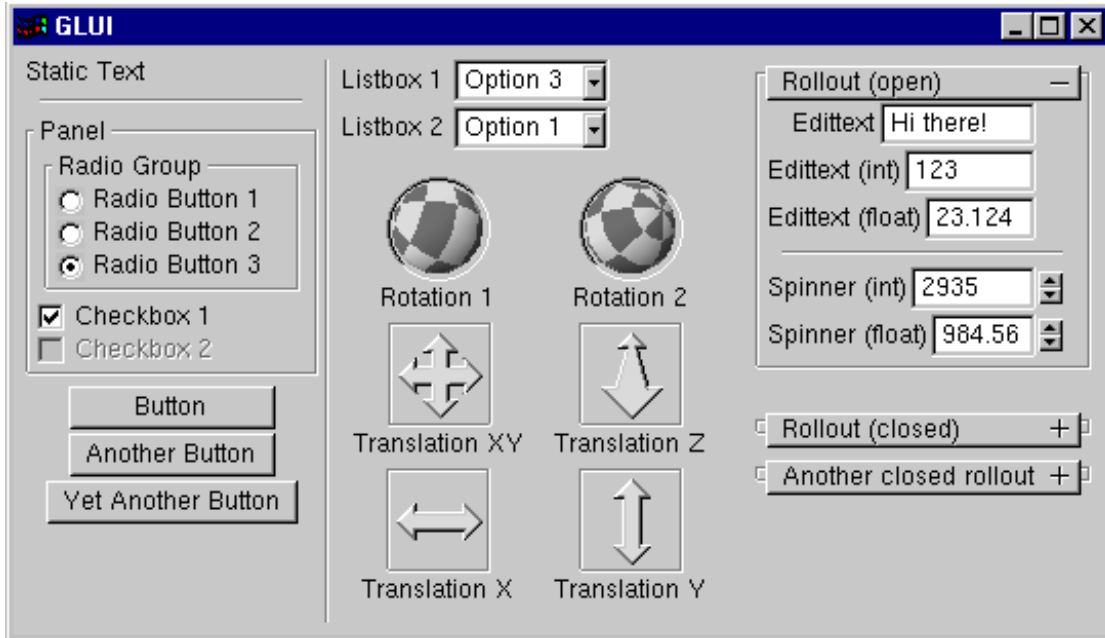 GLUI
Static Text
Panel
Radio Group
Radio Button 1
Radio Button 2
Radio Button 3
Checkbox 1
Checkbox 2
Button
Another Button
Yet Another Button
Listbox 1 Option 3
Listbox 2 Option 1
Rotation 1 Rotation 2
Translation XY Translation Z
Translation X Translation Y
Rollout (open)
Edittext Hi there!
Edittext (int) 123
Edittext (float) 23.124
Spinner (int) 2935
Spinner (float) 984.56
Rollout (closed)
Another closed rollout